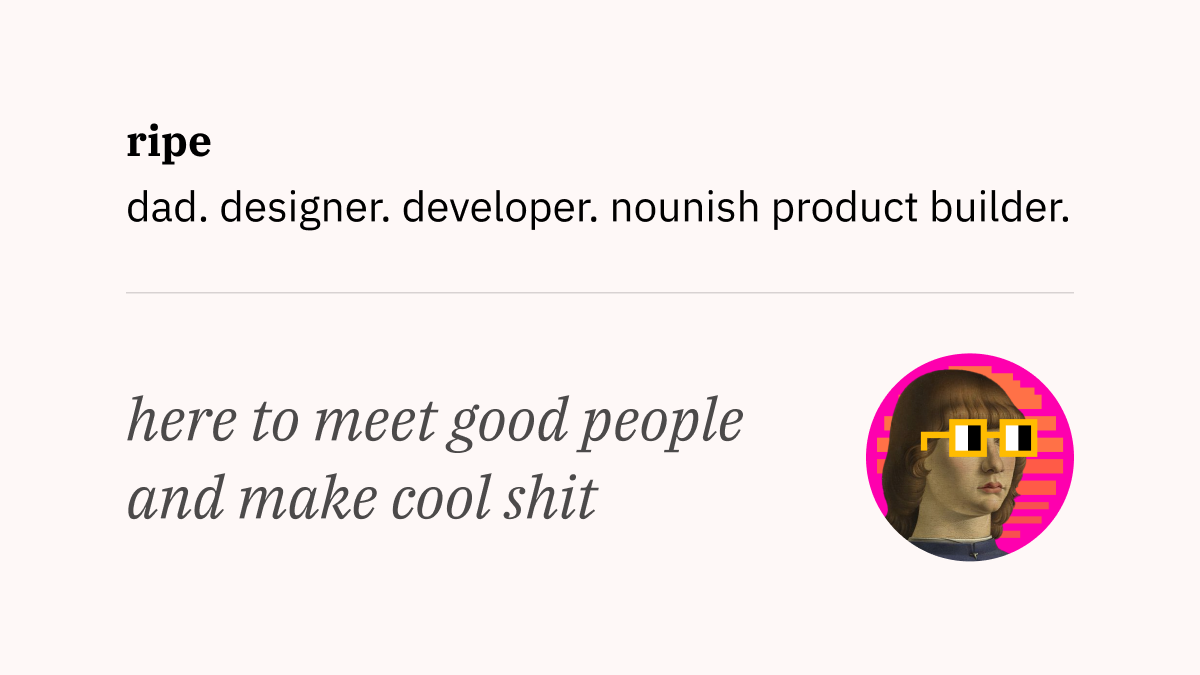 ripe
dad. designer. developer. nounish product builder.
here to meet good people
and make cool shit